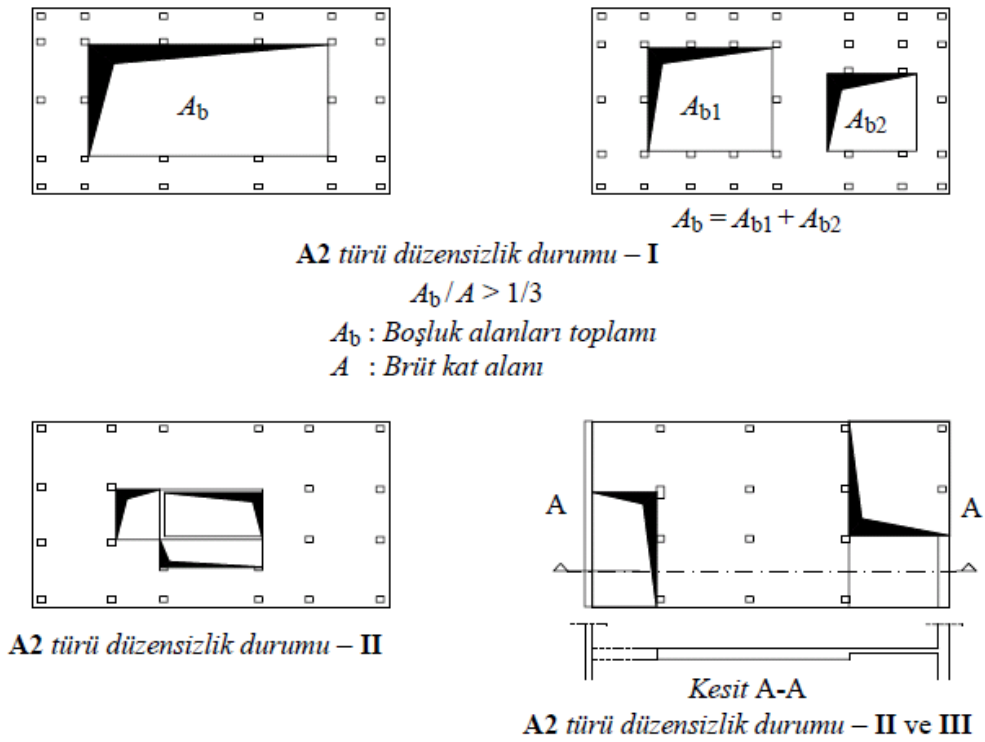 A_b
A_b1
A_b2
A_b = A_b1 + A_b2
A2 türü düzensizlik durumu – I
A_b / A > 1/3
A_b : Boşluk alanları toplamı
A : Brüt kat alanı
A A
A2 türü düzensizlik durumu – II
Kesit A-A
A2 türü düzensizlik durumu – II ve III